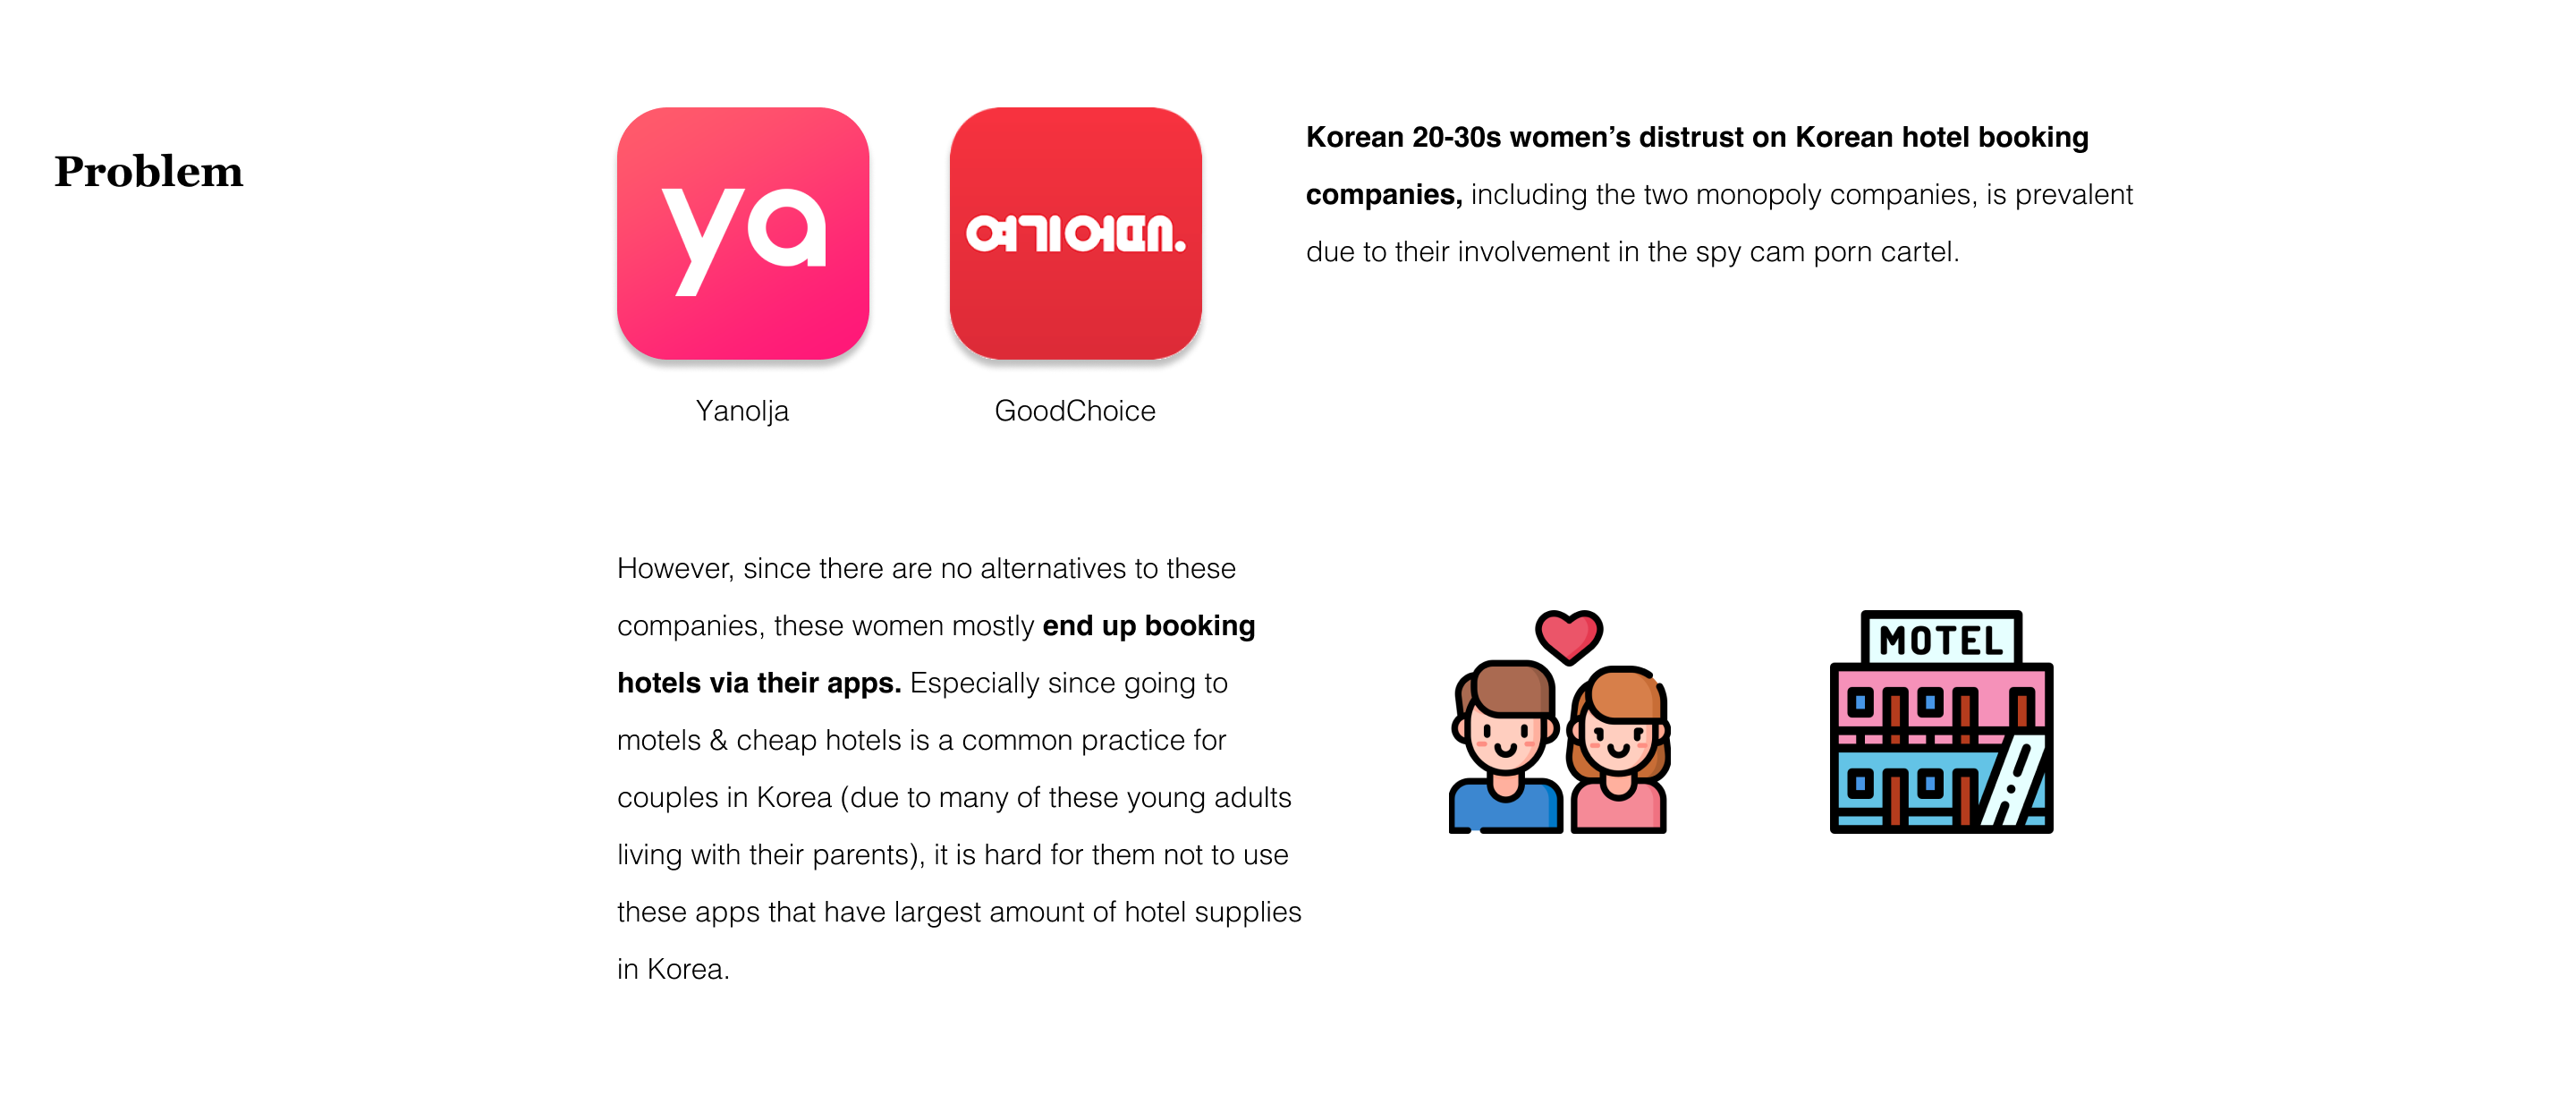 Problem
ya
여기어때.
Yanolja
GoodChoice
Korean 20-30s women’s distrust on Korean hotel booking
companies, including the two monopoly companies, is prevalent
due to their involvement in the spy cam porn cartel.
However, since there are no alternatives to these
companies, these women mostly end up booking
hotels via their apps. Especially since going to
motels & cheap hotels is a common practice for
couples in Korea (due to many of these young adults
living with their parents), it is hard for them not to use
these apps that have largest amount of hotel supplies
in Korea.
MOTEL